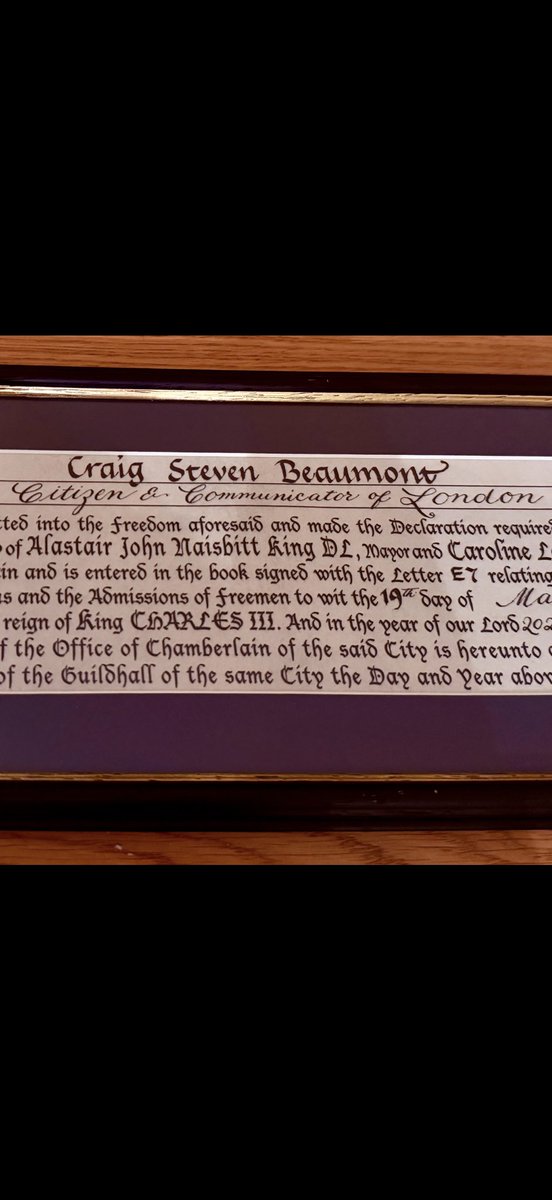 Craig Steven Beaumont
Citizen & Communicator of London
tted into the Freedom aforesaid and made the Declaration require
of Alastair John Naisbitt King DL, Mayor and Caroline L
in and is entered in the book signed with the Letter E7 relating
s and the Admissions of Freemen to wit the 19th day of Ma
reign of King CHARLES III. And in the year of our Lord 202
f the Office of Chamberlain of the said City is hereunto
of the Guildhall of the same City the Day and Year abov